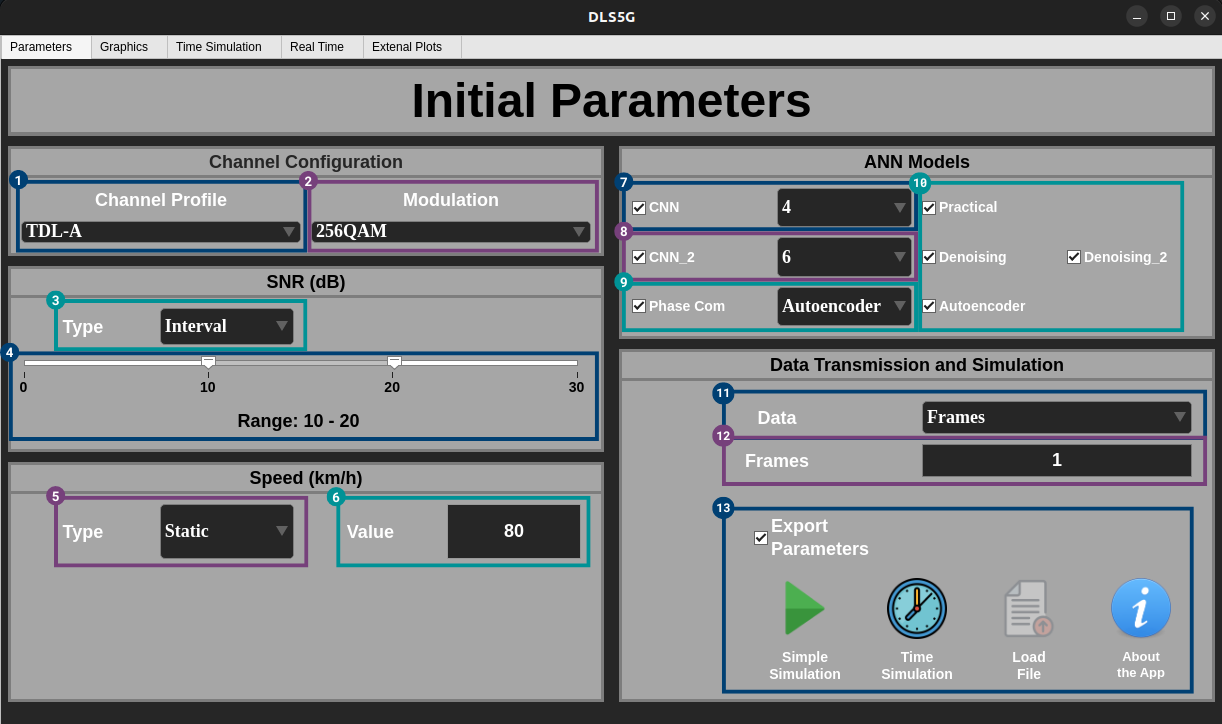 DLS5G
Parameters Graphics Time Simulation Real Time Extenal Plots
Initial Parameters
Channel Configuration
1 2
Channel Profile Modulation
TDL-A 256QAM
SNR (dB)
3
Type Interval
4
0 10 20 30
Range: 10 - 20
Speed (km/h)
5 6
Type Static Value 80
ANN Models
7 10
CNN 4 Practical
8
CNN_2 6 Denoising Denoising_2
9
Phase Com Autoencoder Autoencoder
Data Transmission and Simulation
11
Data Frames
12
Frames 1
13
Export
Parameters
Simple
Simulation
Time
Simulation
Load
File
About
the App